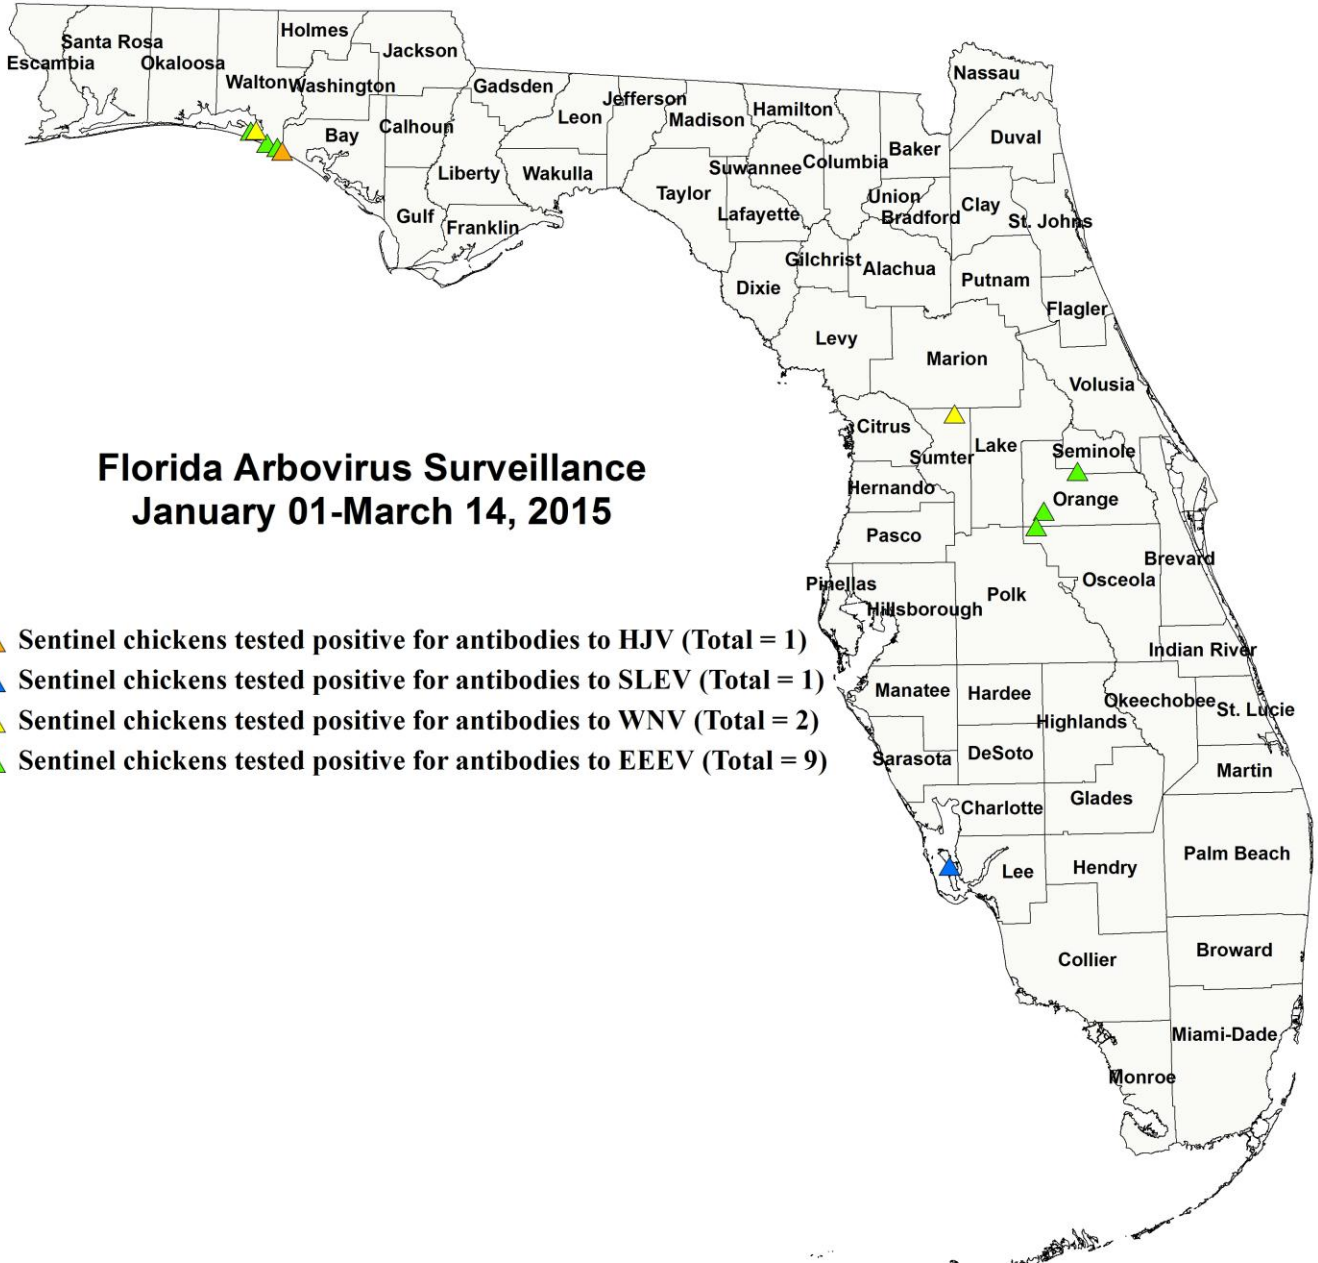 Holmes
Jackson
Santa Rosa
Escambia
Okaloosa
Walton
Washington
Gadsden
Nassau
Jefferson
Leon
Madison
Hamilton
Bay
Calhoun
Duval
Baker
Columbia
Suwannee
Liberty
Wakulla
Taylor
Union
Clay
Lafayette
Bradford
St. Johns
Gulf
Franklin
Gilchrist
Alachua
Putnam
Dixie
Flagler
Levy
Marion
Volusia
Citrus
Lake
Seminole
Sumter
Florida Arbovirus Surveillance
January 01-March 14, 2015
Hernando
Orange
Pasco
Brevard
Pinellas
Osceola
Polk
Hillsborough
Sentinel chickens tested positive for antibodies to HJV (Total = 1)
Sentinel chickens tested positive for antibodies to SLEV (Total = 1)
Sentinel chickens tested positive for antibodies to WNV (Total = 2)
Sentinel chickens tested positive for antibodies to EEEV (Total = 9)
Indian River
Manatee
Hardee
Okeechobee
St. Lucie
Highlands
Sarasota
DeSoto
Martin
Charlotte
Glades
Palm Beach
Lee
Hendry
Broward
Collier
Miami-Dade
Monroe